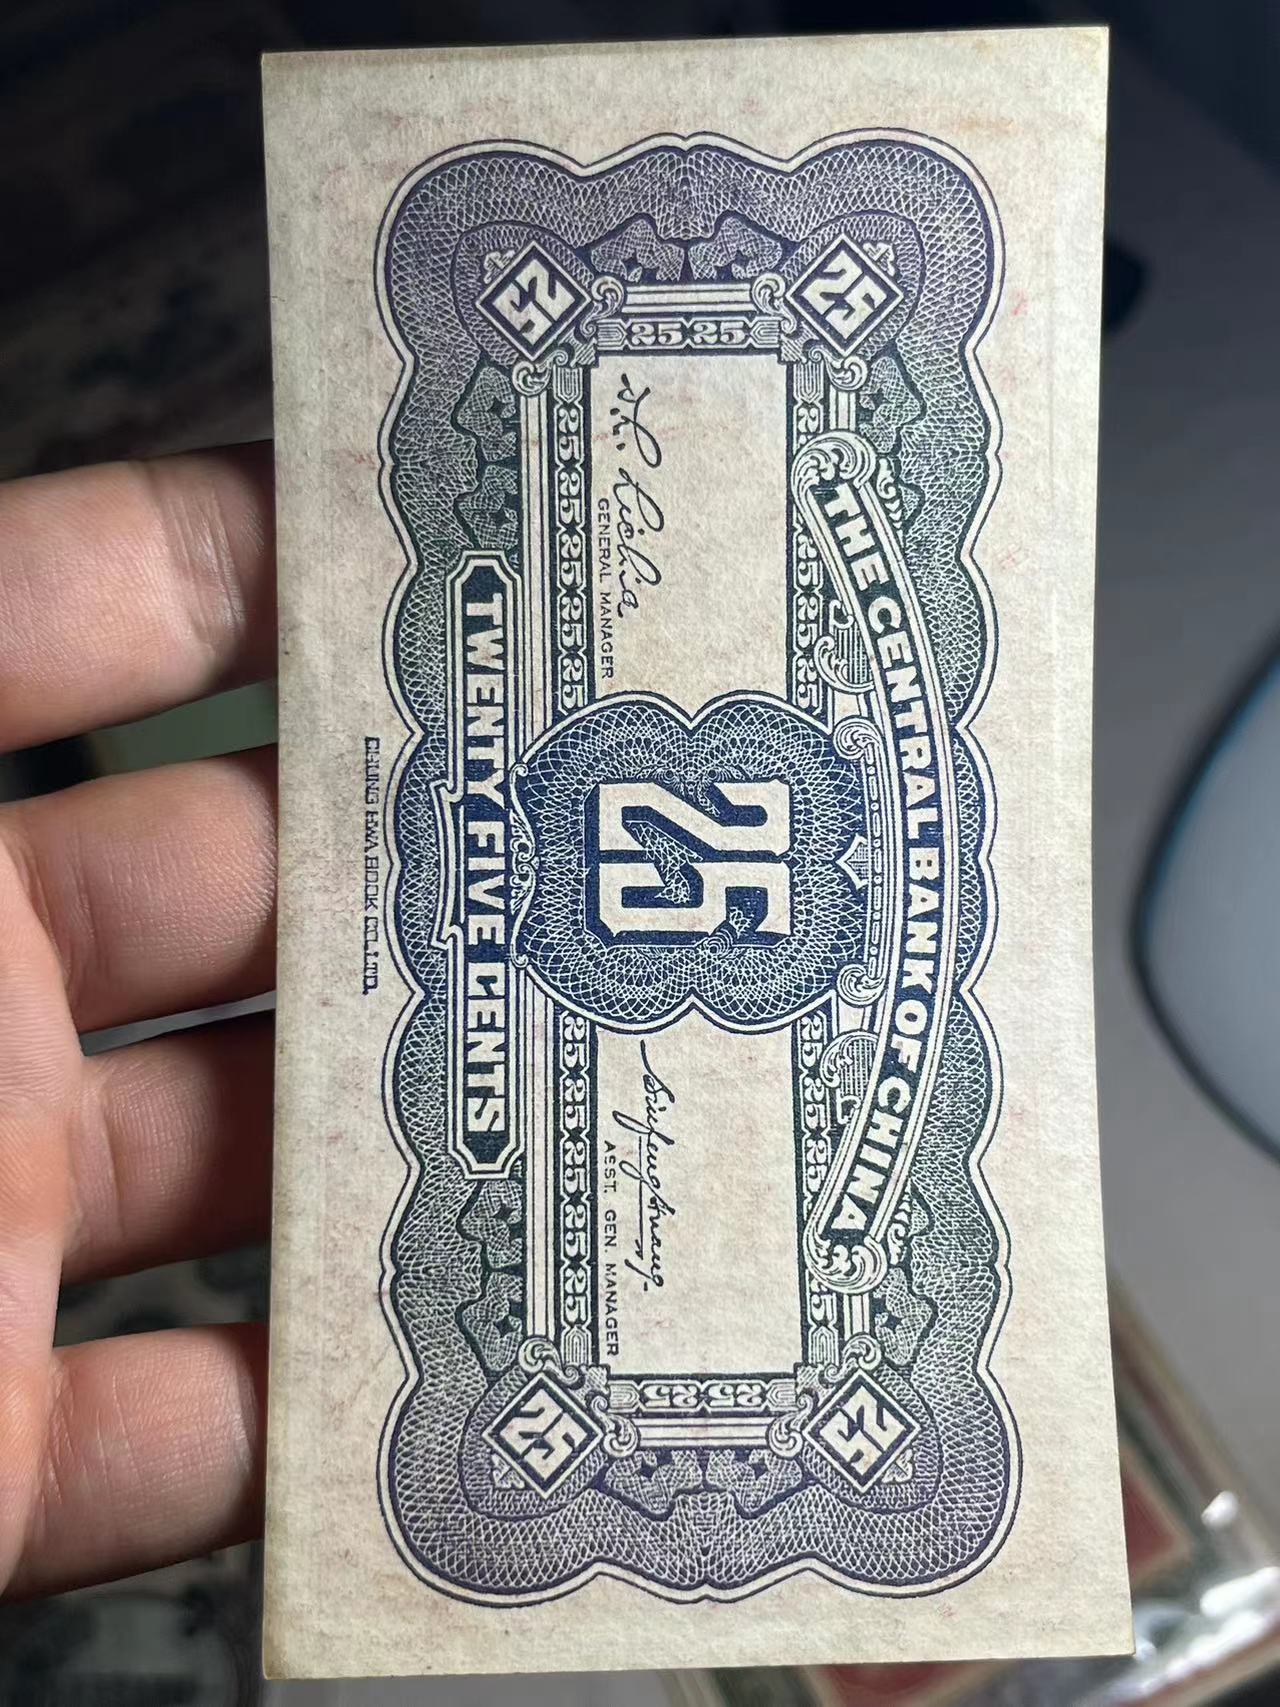 THE CENTRAL BANK OF CHINA
25 25
25 25
25 25
GENERAL MANAGER
25
ASST. GEN. MANAGER
25 25
TWENTY FIVE CENTS
CHUNG HWA BOOK CO., LTD.